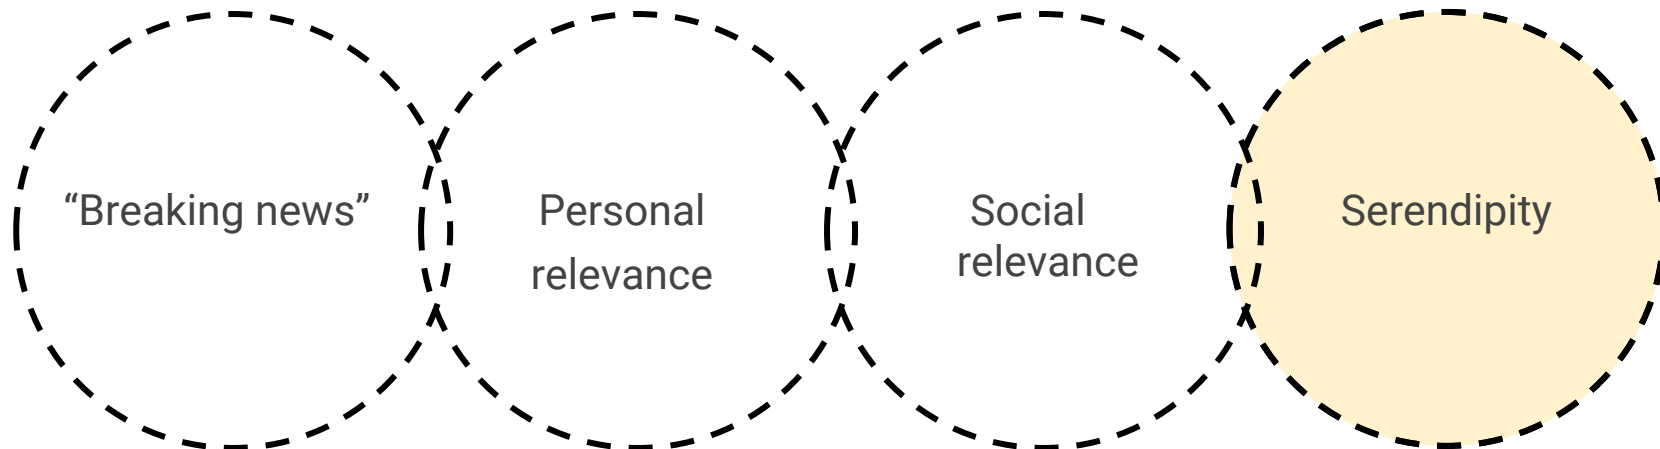 “Breaking news”
Personal
relevance
Social
relevance
Serendipity